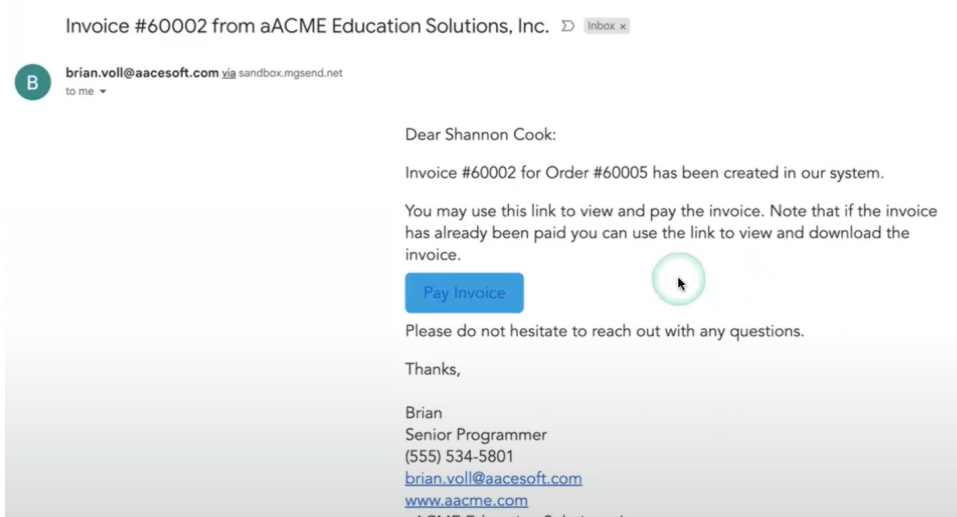 Invoice #60002 from aACME Education Solutions, Inc. Inbox ×
B
brian.voll@aacesoft.com via sandbox.mgsend.net
to me
Dear Shannon Cook:
Invoice #60002 for Order #60005 has been created in our system.
You may use this link to view and pay the invoice. Note that if the invoice
has already been paid you can use the link to view and download the
invoice.
Pay Invoice
Please do not hesitate to reach out with any questions.
Thanks,
Brian
Senior Programmer
(555) 534-5801
brian.voll@aacesoft.com
www.aacme.com